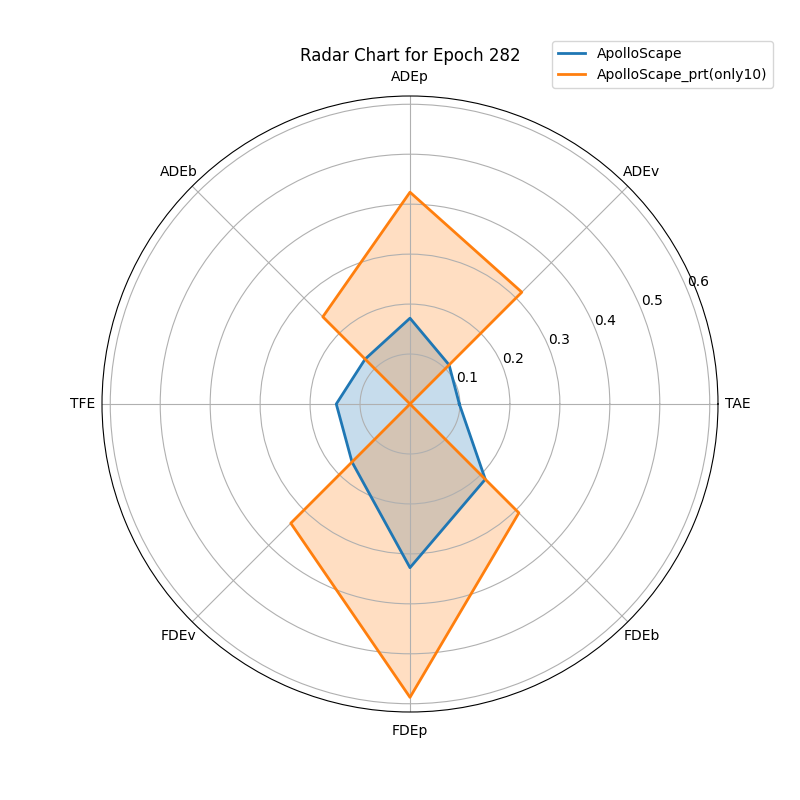 Radar Chart for Epoch 282
ApolloScape
ApolloScape_prt(only10)
ADEp
ADEb
ADEv
0.6
0.5
0.4
0.3
0.2
0.1
TFE
TAE
FDEv
FDEb
FDEp